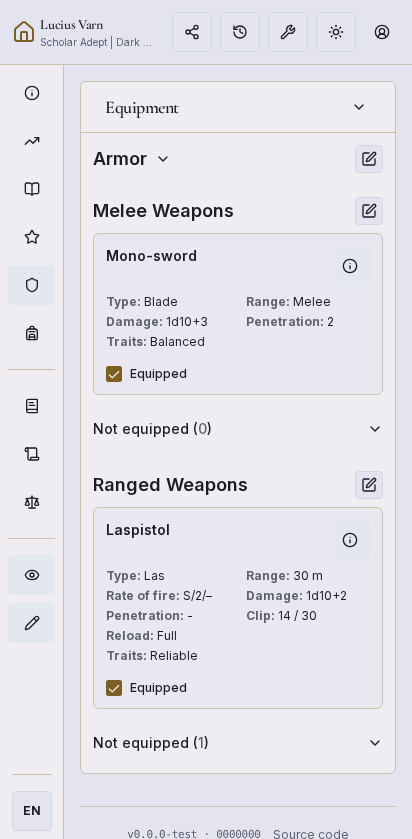 Lucius Varn
Scholar Adept | Dark ...
Equipment
Armor
Melee Weapons
Mono-sword
Type: Blade
Range: Melee
Damage: 1d10+3
Penetration: 2
Traits: Balanced
Equipped
Not equipped (0)
Ranged Weapons
Laspistol
Type: Las
Range: 30 m
Rate of fire: S/2/–
Damage: 1d10+2
Penetration: -
Clip: 14 / 30
Reload: Full
Traits: Reliable
Equipped
Not equipped (1)
EN
v0.0.0-test · 0000000 Source code